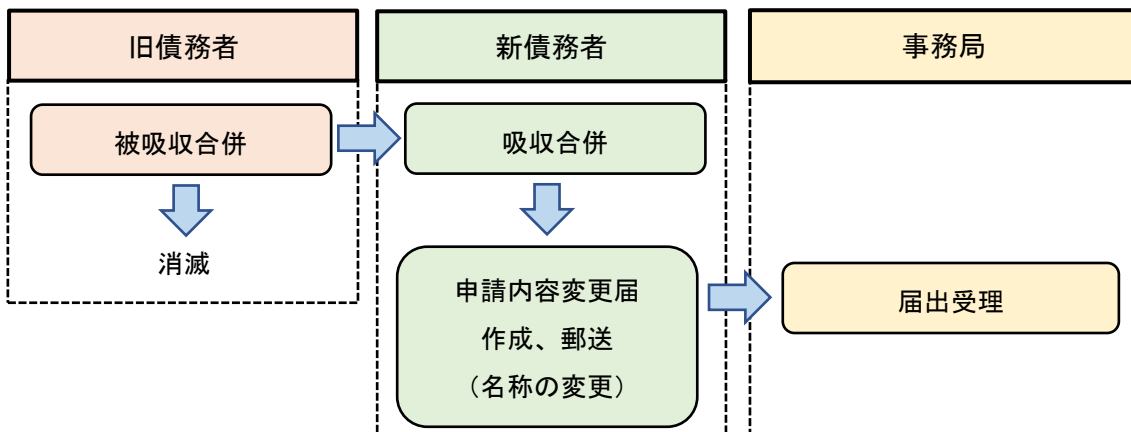 旧債務者
新債務者
事務局
被吸収合併
吸収合併
消滅
申請内容変更届
作成、郵送
（名称の変更）
届出受理